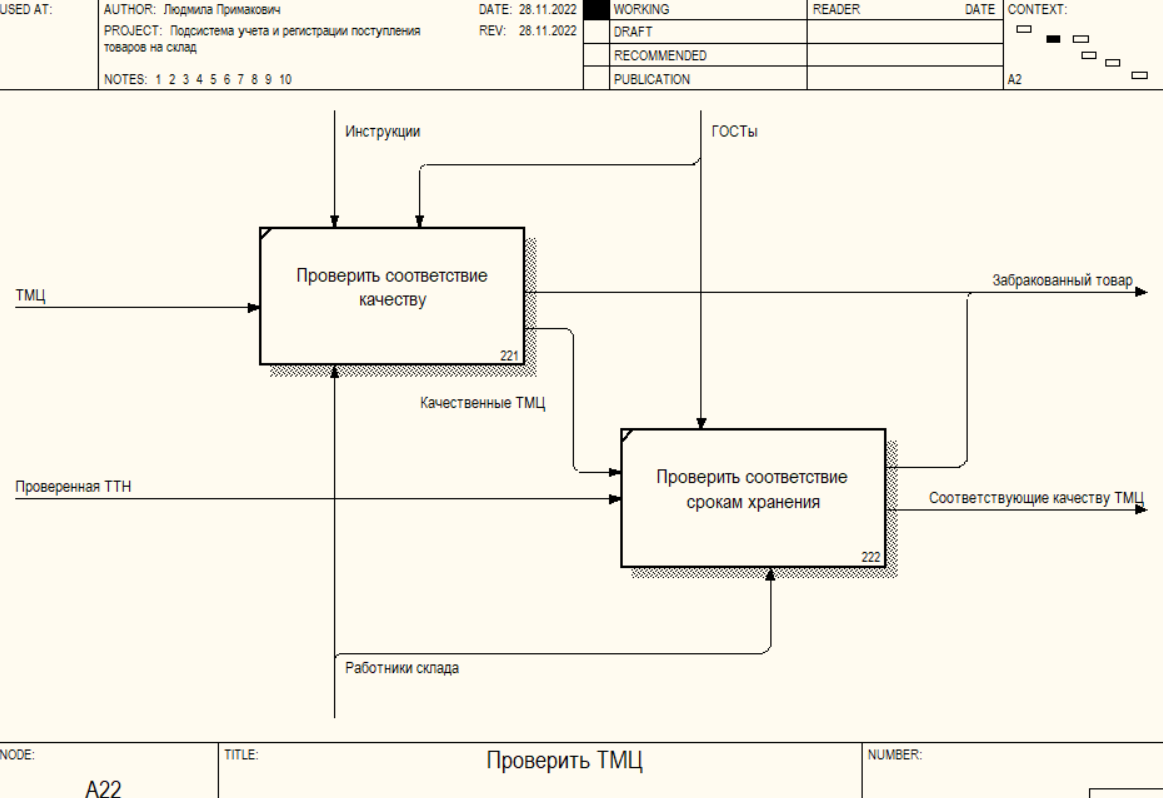 USED AT:
AUTHOR: Людмила Примакович
DATE: 28.11.2022
PROJECT: Подсистема учета и регистрации поступления
товаров на склад
REV: 28.11.2022
NOTES: 1 2 3 4 5 6 7 8 9 10
WORKING
DRAFT
RECOMMENDED
PUBLICATION
READER
DATE
CONTEXT:
A2
Инструкции
ГОСТы
Проверить соответствие
качеству
221
ТМЦ
Забракованный товар
Качественные ТМЦ
Проверить соответствие
срокам хранения
222
Проверенная ТТН
Соответствующие качеству ТМЦ
Работники склада
NODE:
A22
TITLE:
Проверить ТМЦ
NUMBER: